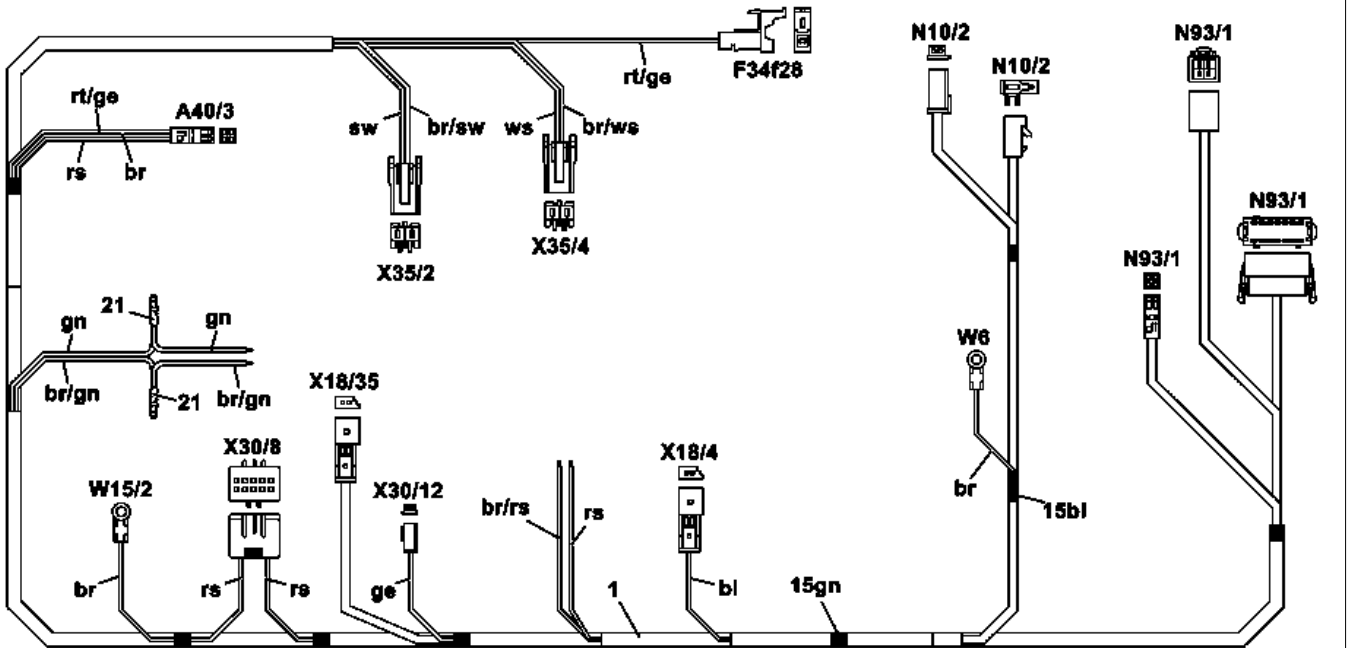 N10/2
N93/1
F34f28
N10/2
rt/ge
rt/ge
A40/3
sw
br/sw
ws
br/ws
rs
br
N93/1
X35/4
X35/2
N93/1
21
gn
gn
W6
br/gn
21
br/gn
X18/35
X30/8
X18/4
W15/2
X30/12
br
br/rs
rs
15bl
br
rs
rs
ge
1
bl
15gn